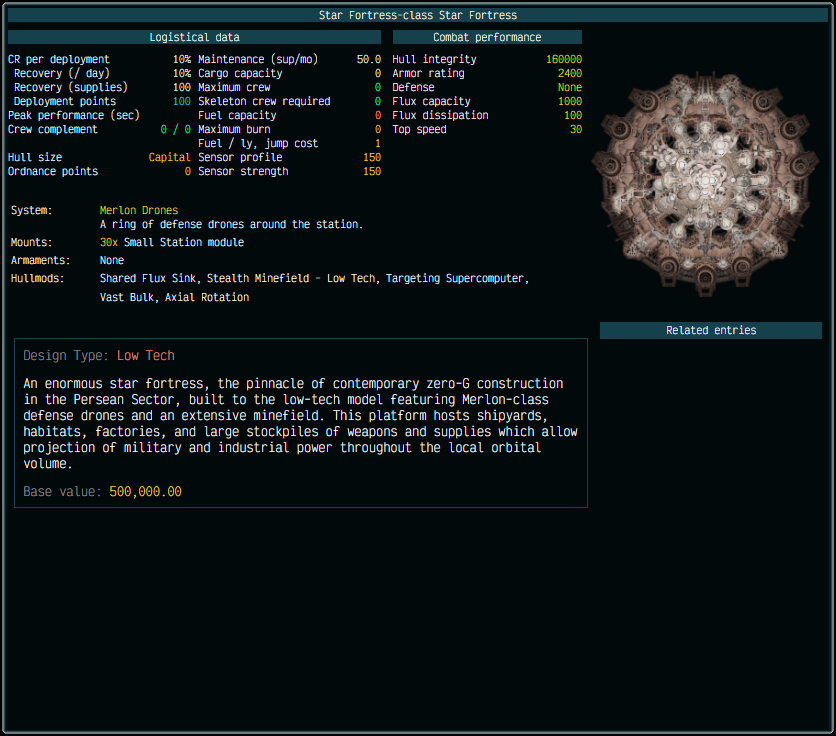 Star Fortress-class Star Fortress
Logistical data
Combat performance
CR per deployment 10% Maintenance (sup/mo) 50.0 Hull integrity 160000
Recovery (/ day) 10% Cargo capacity 0 Armor rating 2400
Recovery (supplies) 100 Maximum crew 0 Defense None
Deployment points 100 Skeleton crew required 0 Flux capacity 1000
Peak performance (sec) Fuel capacity 0 Flux dissipation 100
Crew complement 0 / 0 Maximum burn 0 Top speed 30
Fuel / ly, jump cost 1
Hull size Capital Sensor profile 150
Ordnance points 0 Sensor strength 150
System: Merlon Drones
A ring of defense drones around the station.
Mounts: 30x Small Station module
Armaments: None
Hullmods: Shared Flux Sink, Stealth Minefield - Low Tech, Targeting Supercomputer,
Vast Bulk, Axial Rotation
Related entries
Design Type: Low Tech
An enormous star fortress, the pinnacle of contemporary zero-G construction
in the Persean Sector, built to the low-tech model featuring Merlon-class
defense drones and an extensive minefield. This platform hosts shipyards,
habitats, factories, and large stockpiles of weapons and supplies which allow
projection of military and industrial power throughout the local orbital
volume.
Base value: 500,000.00